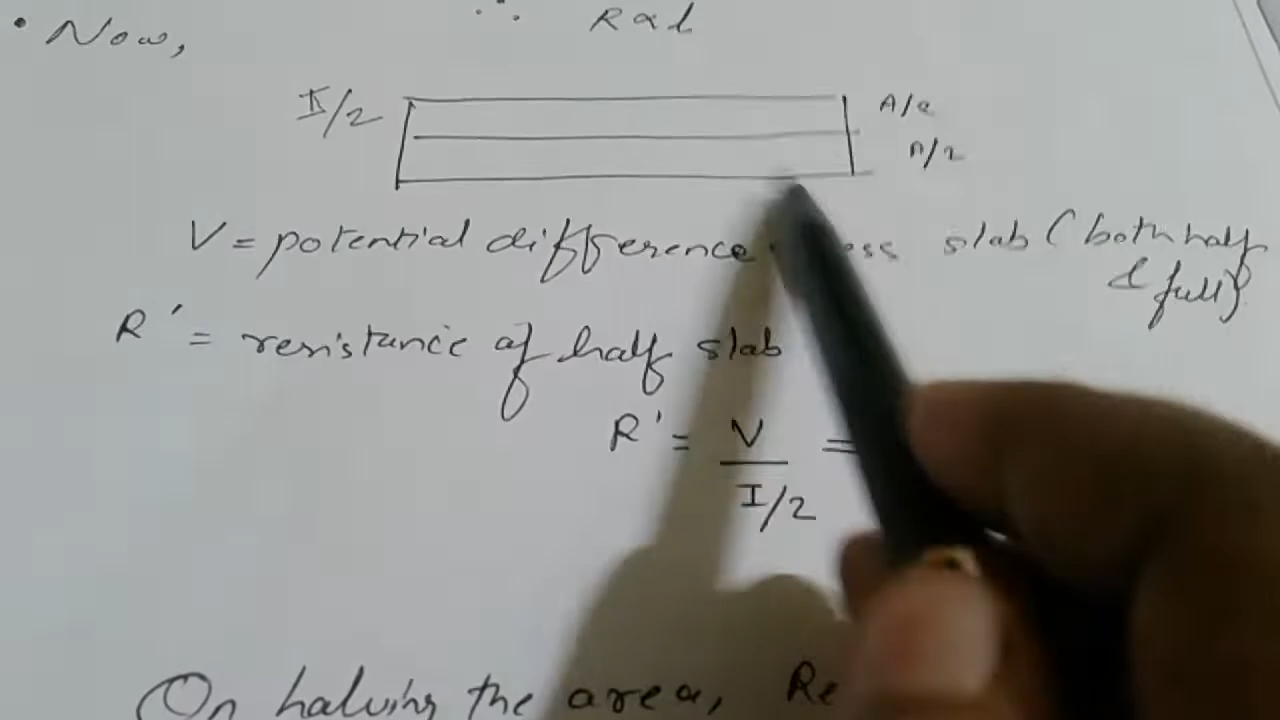 • Now,
∴ R ∝ l
I/2
A/2
A/2
V = potential difference slab (both half & full)
R' = resistance of half slab
R' = V / I/2 =
On halving the area, Re